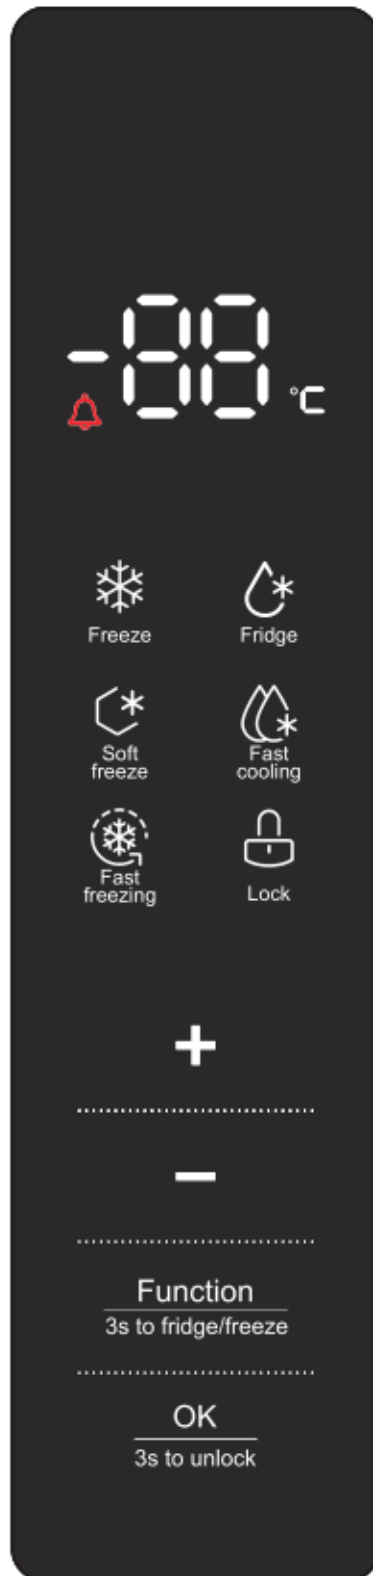 -88 °C
Freeze Fridge
Soft freeze Fast cooling
Fast freezing Lock
+
-
Function
3s to fridge/freeze
OK
3s to unlock